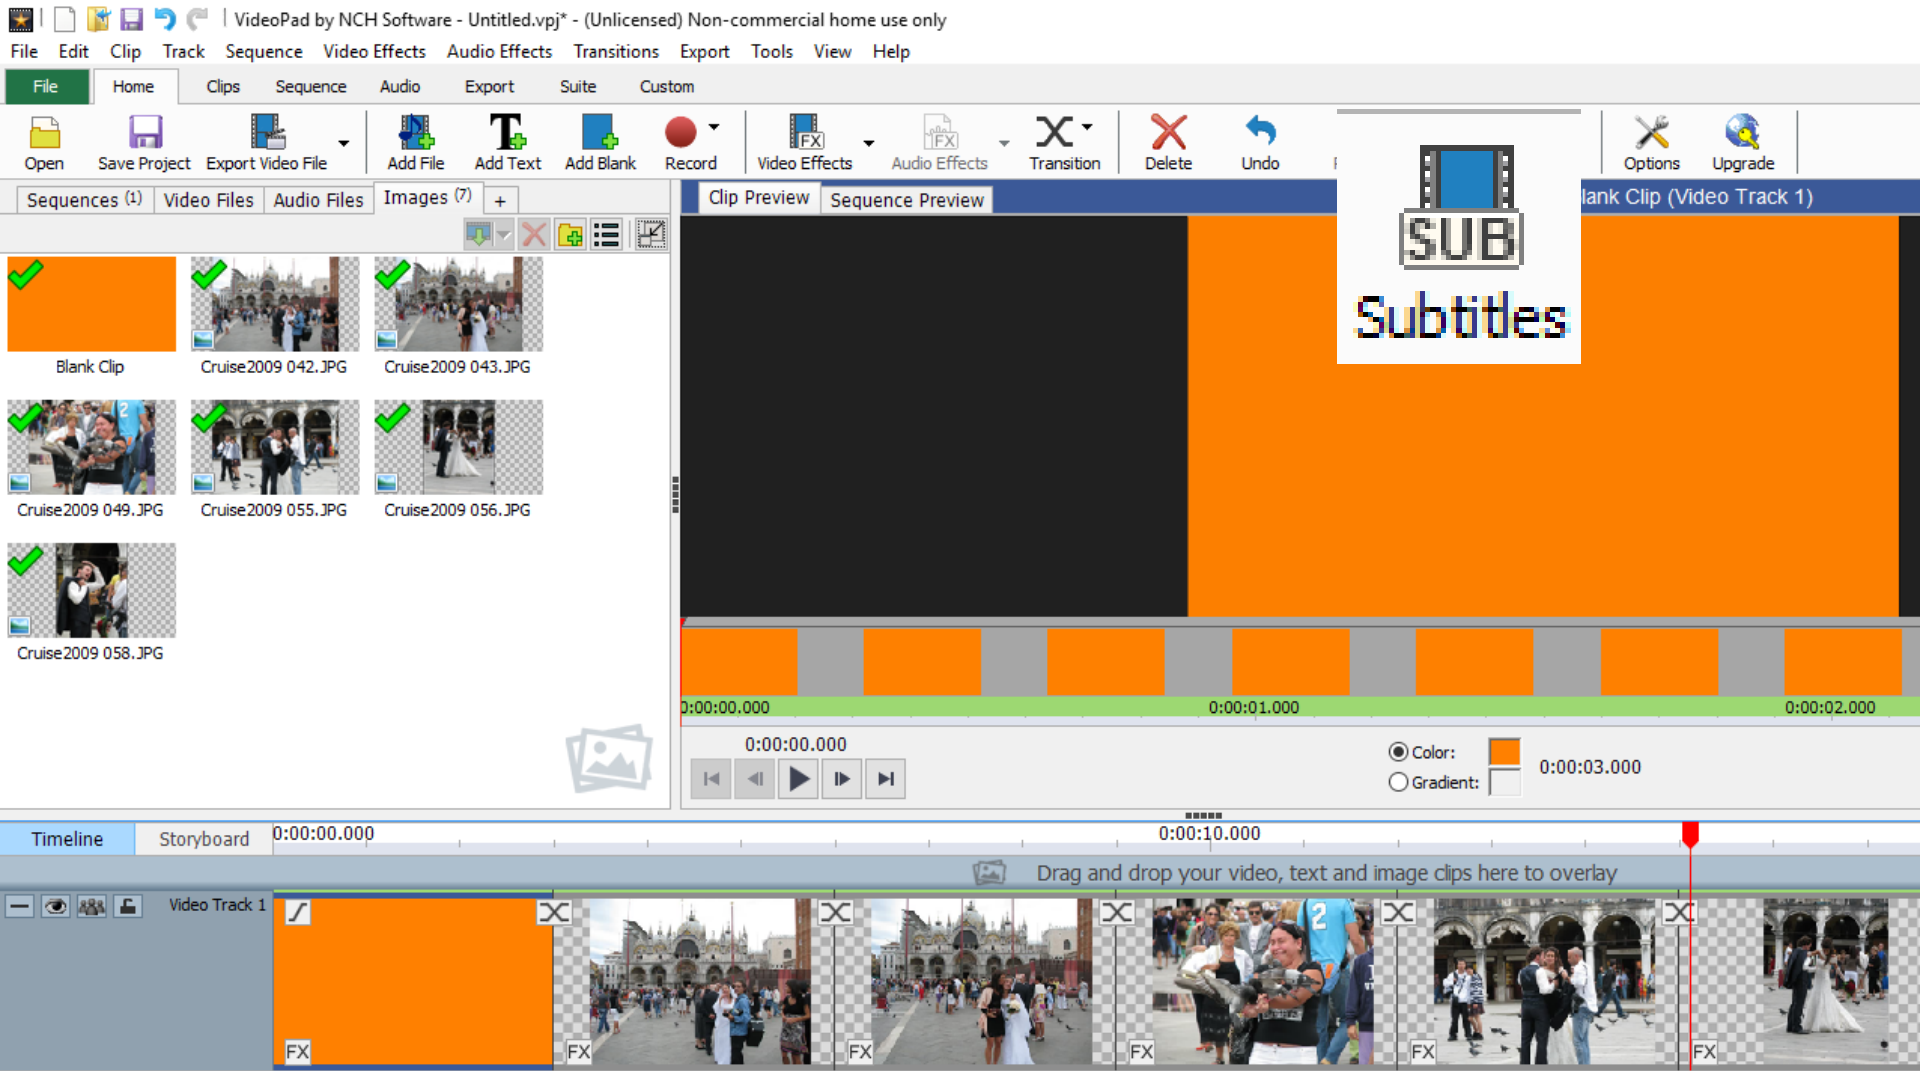 VideoPad by NCH Software - Untitled.vpj* - (Unlicensed) Non-commercial home use only
File Edit Clip Track Sequence Video Effects Audio Effects Transitions Export Tools View Help
File Home Clips Sequence Audio Export Suite Custom
Open Save Project Export Video File Add File Add Text Add Blank Record Video Effects Audio Effects Transition Delete Undo Options Upgrade
FX FX
SUB
Subtitles
Sequences (1) Video Files Audio Files Images (7) +
Clip Preview Sequence Preview lank Clip (Video Track 1)
Blank Clip Cruise2009 042.JPG Cruise2009 043.JPG
Cruise2009 049.JPG Cruise2009 055.JPG Cruise2009 056.JPG
Cruise2009 058.JPG
0:00:00.000 0:00:01.000 0:00:02.000
0:00:00.000
Color:
Gradient:
0:00:03.000
Timeline Storyboard 0:00:00.000 0:00:10.000
Drag and drop your video, text and image clips here to overlay
Video Track 1
2
FX FX FX FX FX FX